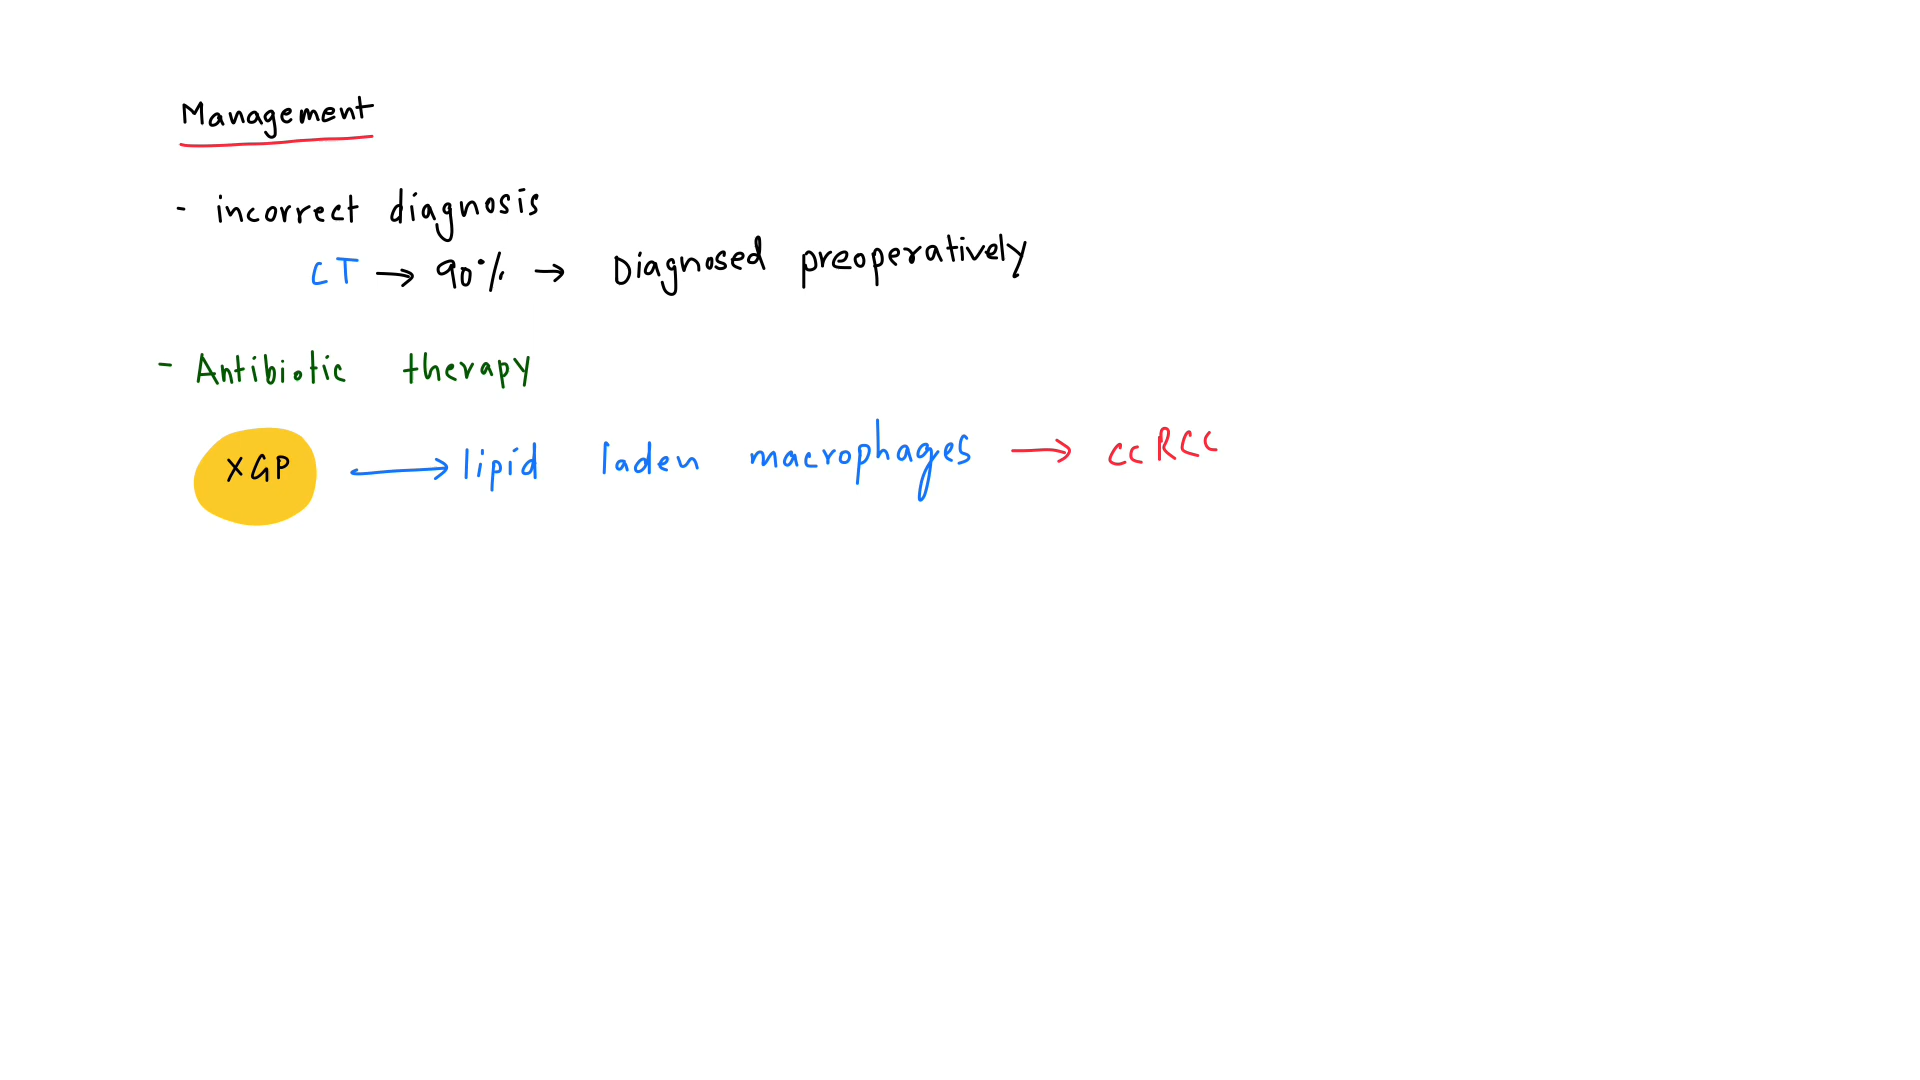 Management
- incorrect diagnosis
CT → 90% → Diagnosed preoperatively
- Antibiotic therapy
XGP → lipid laden macrophages → ccRCC